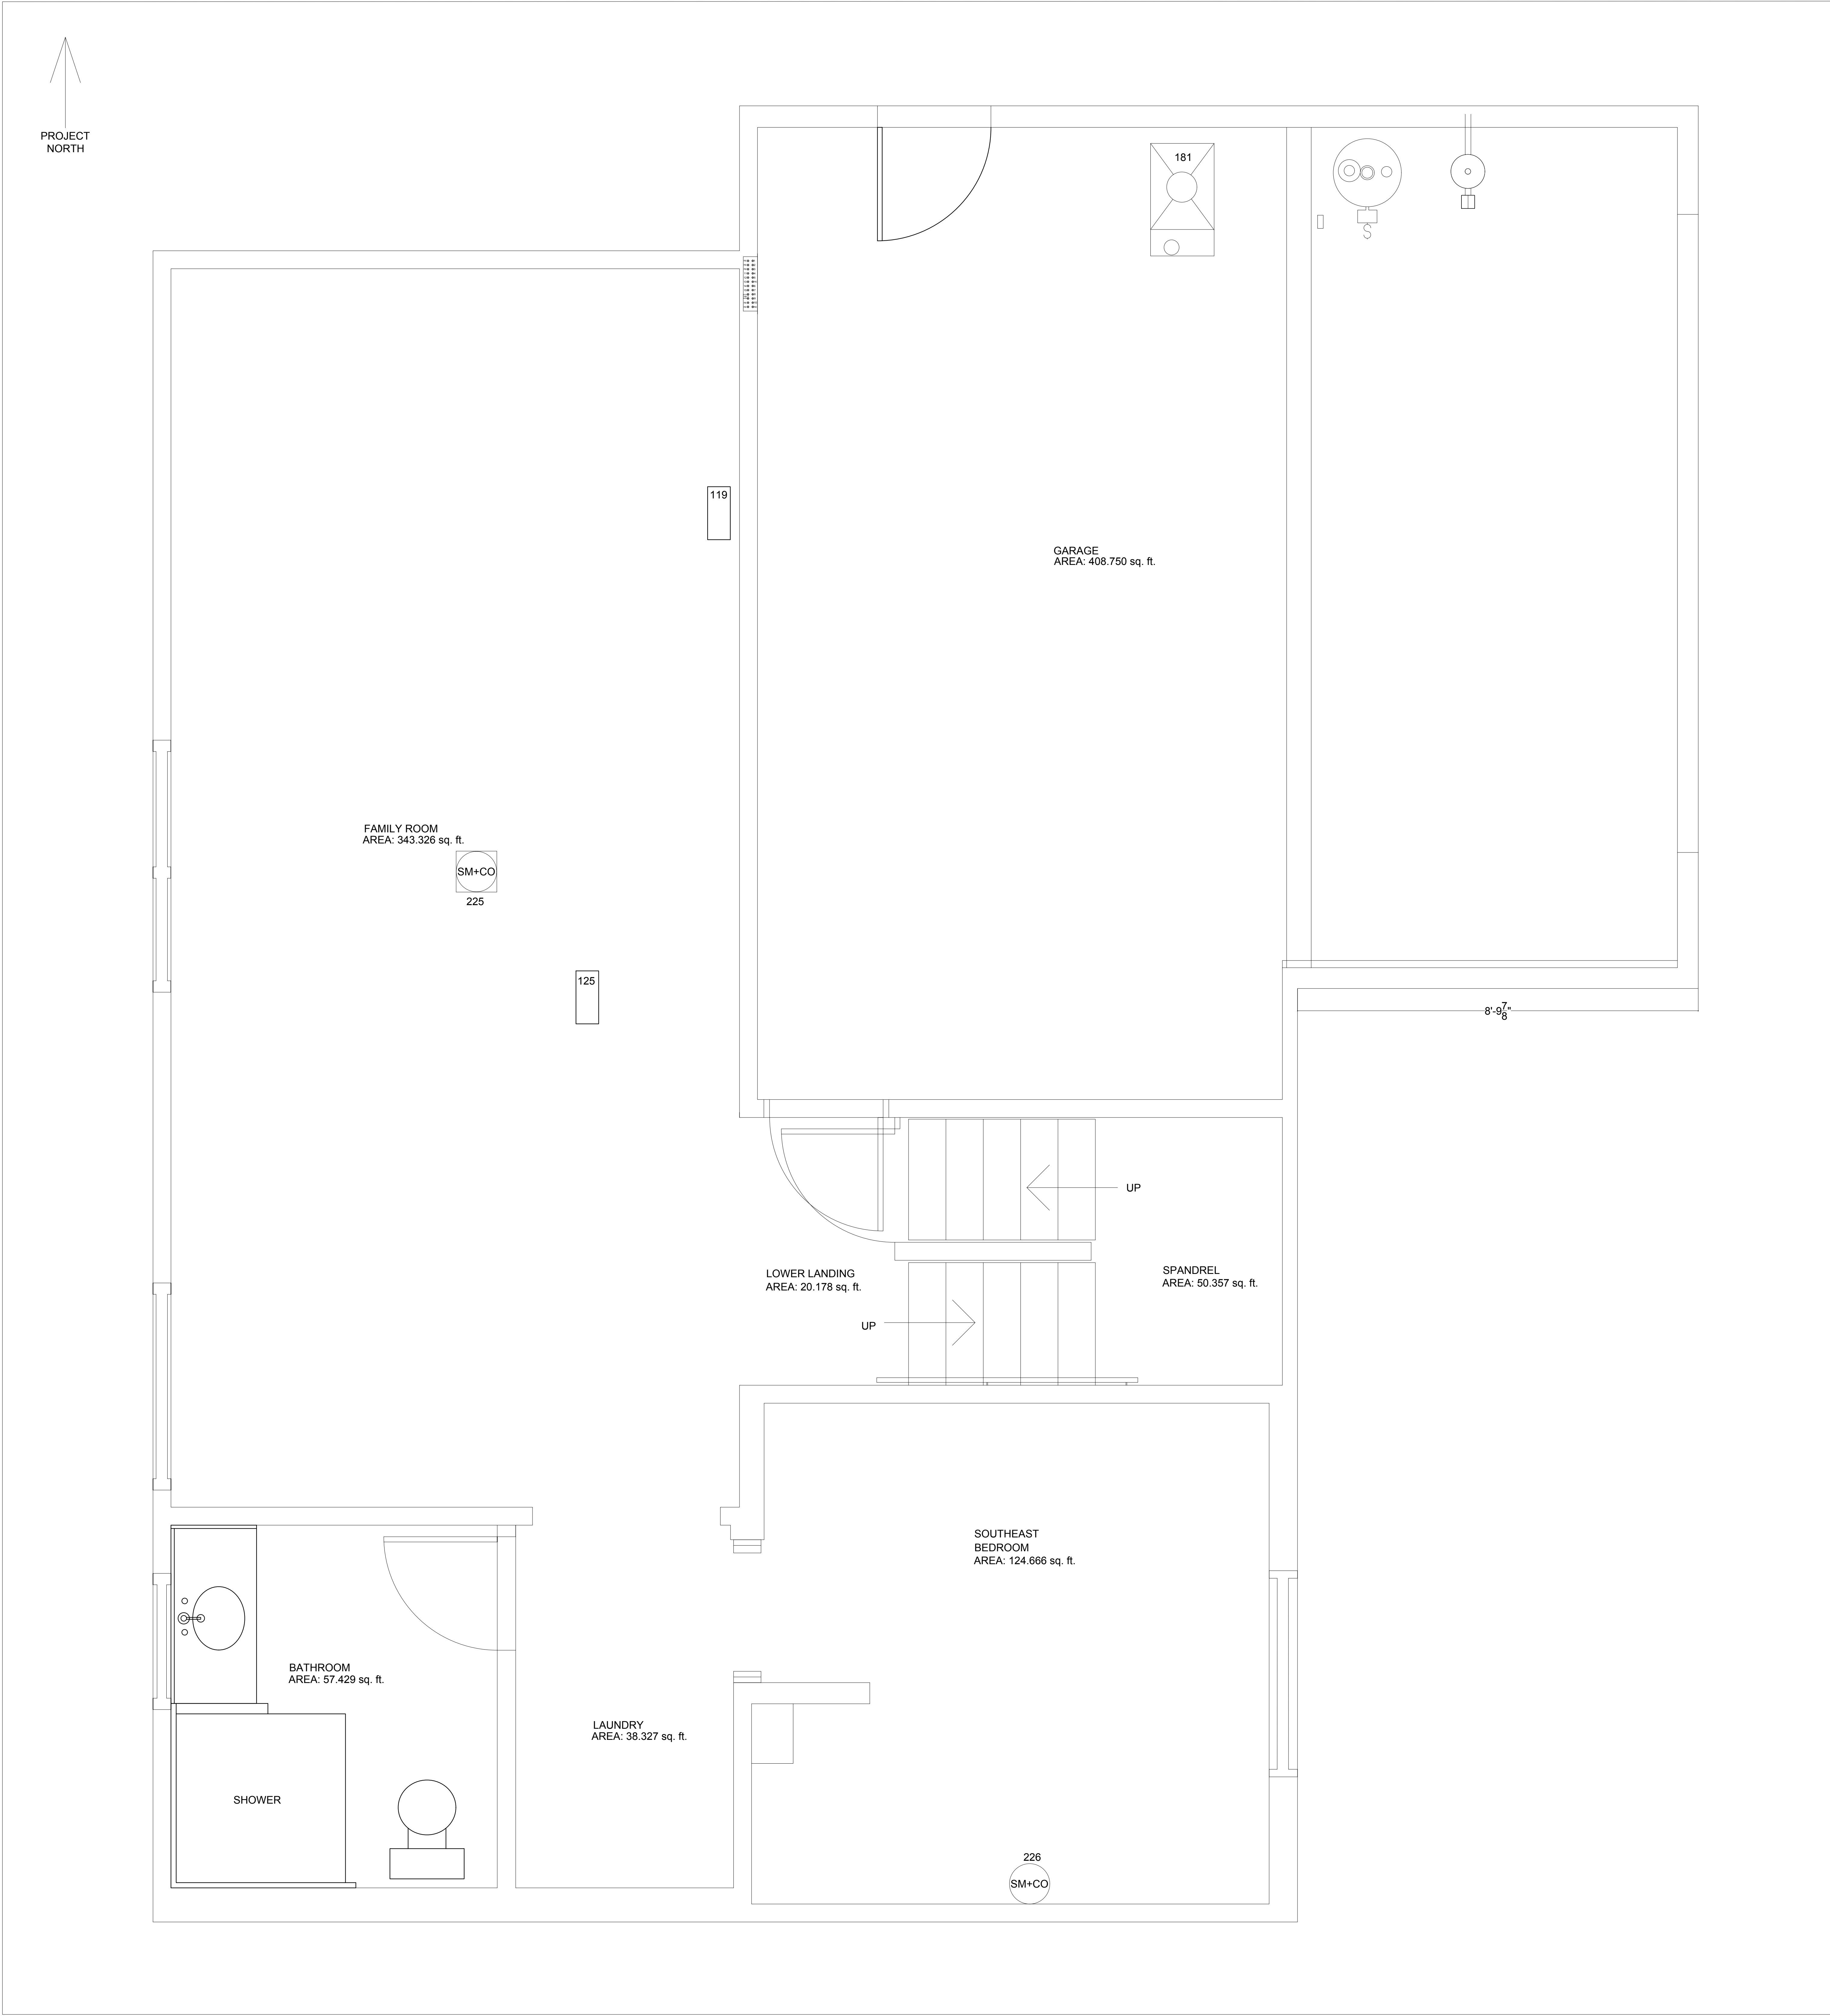 PROJECT
NORTH
181
119
GARAGE
AREA: 408.750 sq. ft.
FAMILY ROOM
AREA: 343.326 sq. ft.
SM+CO
225
125
8'-9 7/8"
UP
LOWER LANDING
AREA: 20.178 sq. ft.
SPANDREL
AREA: 50.357 sq. ft.
UP
SOUTHEAST
BEDROOM
AREA: 124.666 sq. ft.
BATHROOM
AREA: 57.429 sq. ft.
LAUNDRY
AREA: 38.327 sq. ft.
SHOWER
226
SM+CO